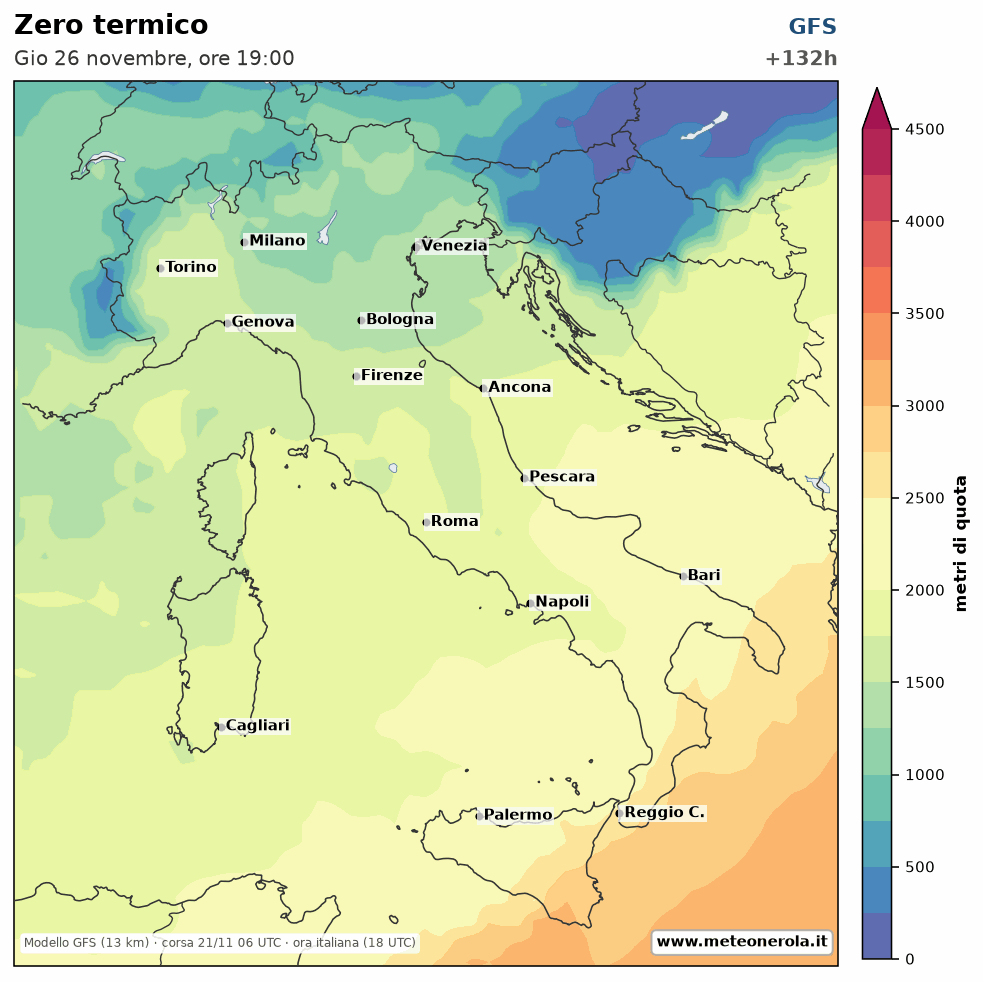 Zero termico
GFS
Gio 26 novembre, ore 19:00
+132h
Milano
Venezia
Torino
Genova
Bologna
Firenze
Ancona
Pescara
Roma
Bari
Napoli
Cagliari
Palermo
Reggio C.
4500
4000
3500
3000
2500
2000
1500
1000
500
0
metri di quota
Modello GFS (13 km) · corsa 21/11 06 UTC · ora italiana (18 UTC)
www.meteonerola.it